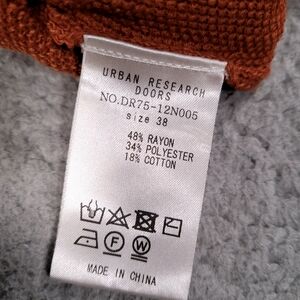 URBAN RESEARCH
DOORS
NO.DR75-12N005
size 38
48% RAYON
34% POLYESTER
18% COTTON
F W
MADE IN CHINA